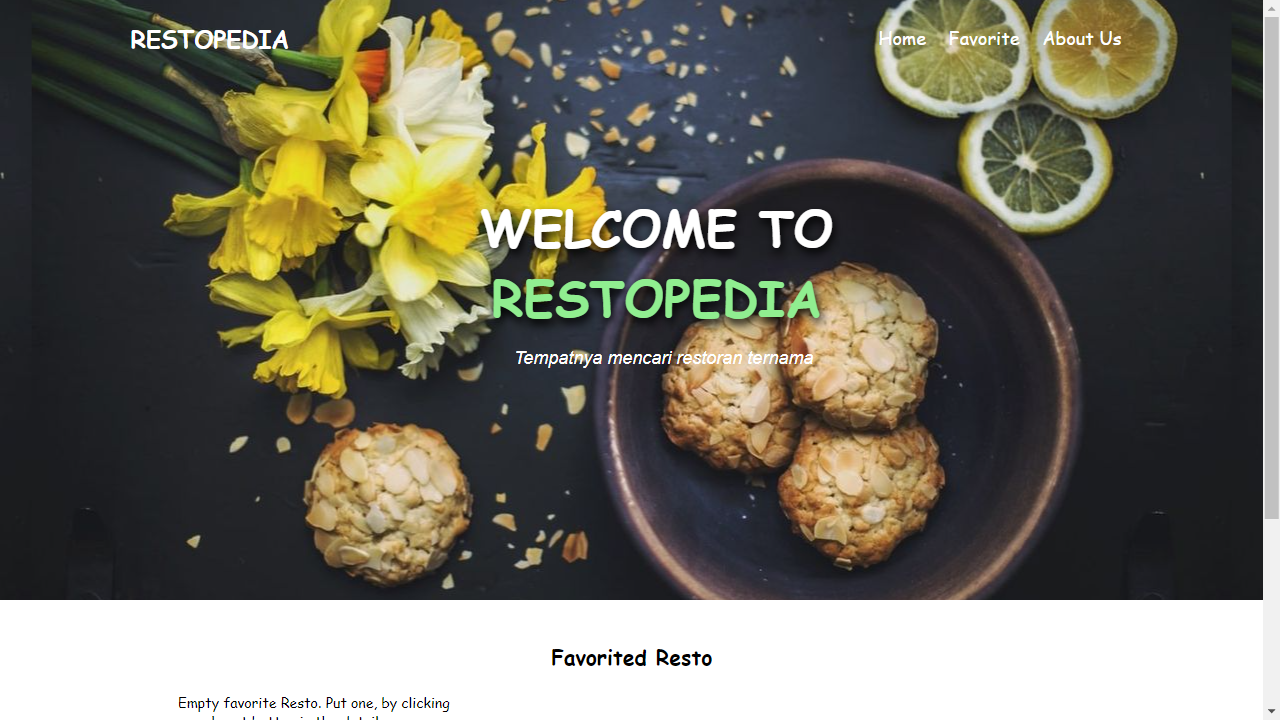 RESTOPEDIA
Home Favorite About Us
WELCOME TO
RESTOPEDIA
Tempatnya mencari restoran ternama
Favorited Resto
Empty favorite Resto. Put one, by clicking